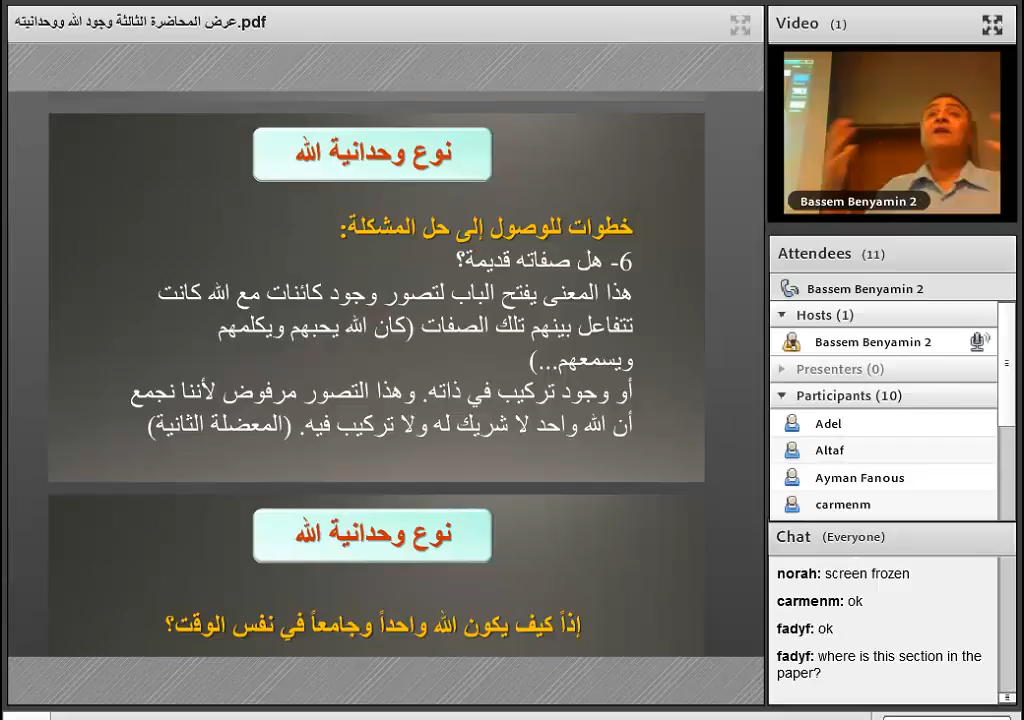 عرض المحاضرة الثالثة وجود الله ووحدانيته.pdf
نوع وحدانية الله
خطوات للوصول إلى حل المشكلة:
6- هل صفاته قديمة؟
هذا المعنى يفتح الباب لتصور وجود كائنات مع الله كانت
تتفاعل بينهم تلك الصفات (كان الله يحبهم ويكلمهم
ويسمعهم...)
أو وجود تركيب في ذاته. وهذا التصور مرفوض لأننا نجمع
أن الله واحد لا شريك له ولا تركيب فيه. (المعضلة الثانية)
نوع وحدانية الله
إذاً كيف يكون الله واحداً وجامعاً في نفس الوقت؟
Video (1)
Bassem Benyamin 2
Attendees (11)
Bassem Benyamin 2
Hosts (1)
Bassem Benyamin 2
Presenters (0)
Participants (10)
Adel
Altaf
Ayman Fanous
carmenm
Chat (Everyone)
norah: screen frozen
carmenm: ok
fadyf: ok
fadyf: where is this section in the
paper?